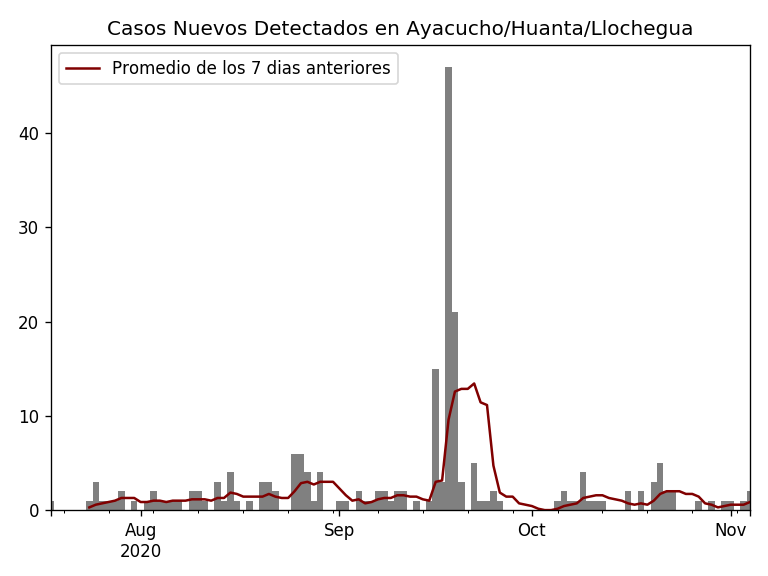 Casos Nuevos Detectados en Ayacucho/Huanta/Llochegua
Promedio de los 7 dias anteriores
40
30
20
10
0
Aug Sep Oct Nov
2020